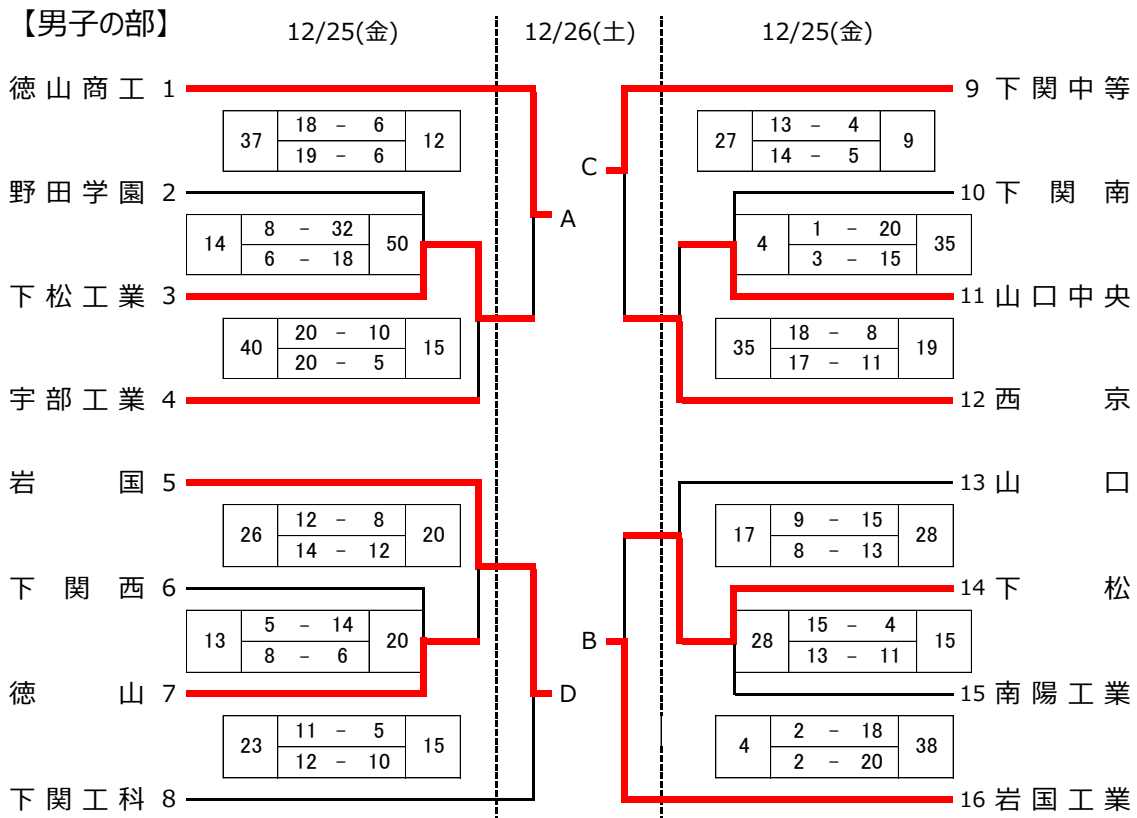 【男子の部】
12/25(金)
12/26(土)
12/25(金)
徳山商工 1
37 18 - 6 12
19 - 6
野田学園 2
14 8 - 32 50
6 - 18
下松工業 3
40 20 - 10 15
20 - 5
宇部工業 4
岩国 5
26 12 - 8 20
14 - 12
下関西 6
13 5 - 14 20
8 - 6
徳山 7
23 11 - 5 15
12 - 10
下関工科 8
A
C
B
D
9 下関中等
27 13 - 4 9
14 - 5
10 下関南
4 1 - 20 35
3 - 15
11 山口中央
35 18 - 8 19
17 - 11
12 西京
13 山口
17 9 - 15 28
8 - 13
14 下松
28 15 - 4 15
13 - 11
15 南陽工業
4 2 - 18 38
2 - 20
16 岩国工業